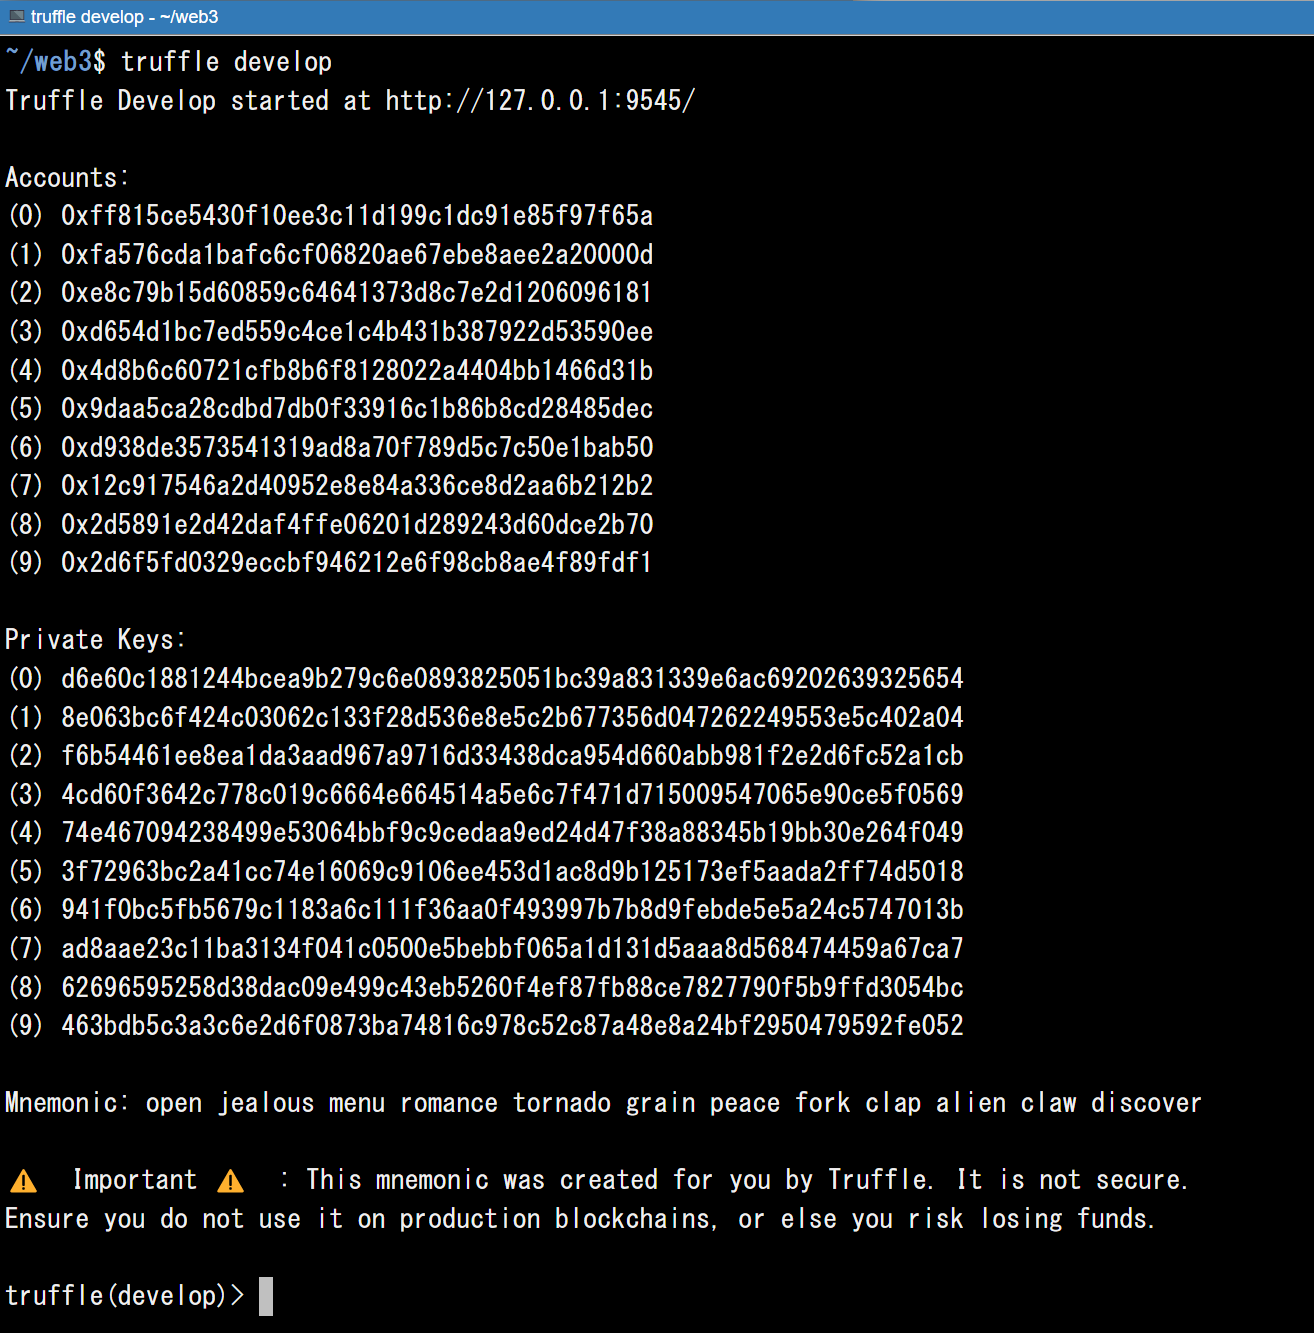 truffle develop - ~/web3
~/web3$ truffle develop
Truffle Develop started at http://127.0.0.1:9545/
Accounts:
(0) 0xff815ce5430f10ee3c11d199c1dc91e85f97f65a
(1) 0xfa576cda1bafc6cf06820ae67ebe8aee2a20000d
(2) 0xe8c79b15d60859c64641373d8c7e2d1206096181
(3) 0xd654d1bc7ed559c4ce1c4b431b387922d53590ee
(4) 0x4d8b6c60721cfb8b6f8128022a4404bb1466d31b
(5) 0x9daa5ca28cdbd7db0f33916c1b86b8cd28485dec
(6) 0xd938de3573541319ad8a70f789d5c7c50e1bab50
(7) 0x12c917546a2d40952e8e84a336ce8d2aa6b212b2
(8) 0x2d5891e2d42daf4ffe06201d289243d60dce2b70
(9) 0x2d6f5fd0329eccbf946212e6f98cb8ae4f89fdf1
Private Keys:
(0) d6e60c1881244bcea9b279c6e0893825051bc39a831339e6ac69202639325654
(1) 8e063bc6f424c03062c133f28d536e8e5c2b677356d047262249553e5c402a04
(2) f6b54461ee8ea1da3aad967a9716d33438dca954d660abb981f2e2d6fc52a1cb
(3) 4cd60f3642c778c019c6664e664514a5e6c7f471d715009547065e90ce5f0569
(4) 74e467094238499e53064bbf9c9cedaa9ed24d47f38a88345b19bb30e264f049
(5) 3f72963bc2a41cc74e16069c9106ee453d1ac8d9b125173ef5aada2ff74d5018
(6) 941f0bc5fb5679c1183a6c111f36aa0f493997b7b8d9febde5e5a24c5747013b
(7) ad8aae23c11ba3134f041c0500e5bebbf065a1d131d5aaa8d568474459a67ca7
(8) 62696595258d38dac09e499c43eb5260f4ef87fb88ce7827790f5b9ffd3054bc
(9) 463bdb5c3a3c6e2d6f0873ba74816c978c52c87a48e8a24bf2950479592fe052
Mnemonic: open jealous menu romance tornado grain peace fork clap alien claw discover
⚠ Important ⚠ : This mnemonic was created for you by Truffle. It is not secure.
Ensure you do not use it on production blockchains, or else you risk losing funds.
truffle(develop)>